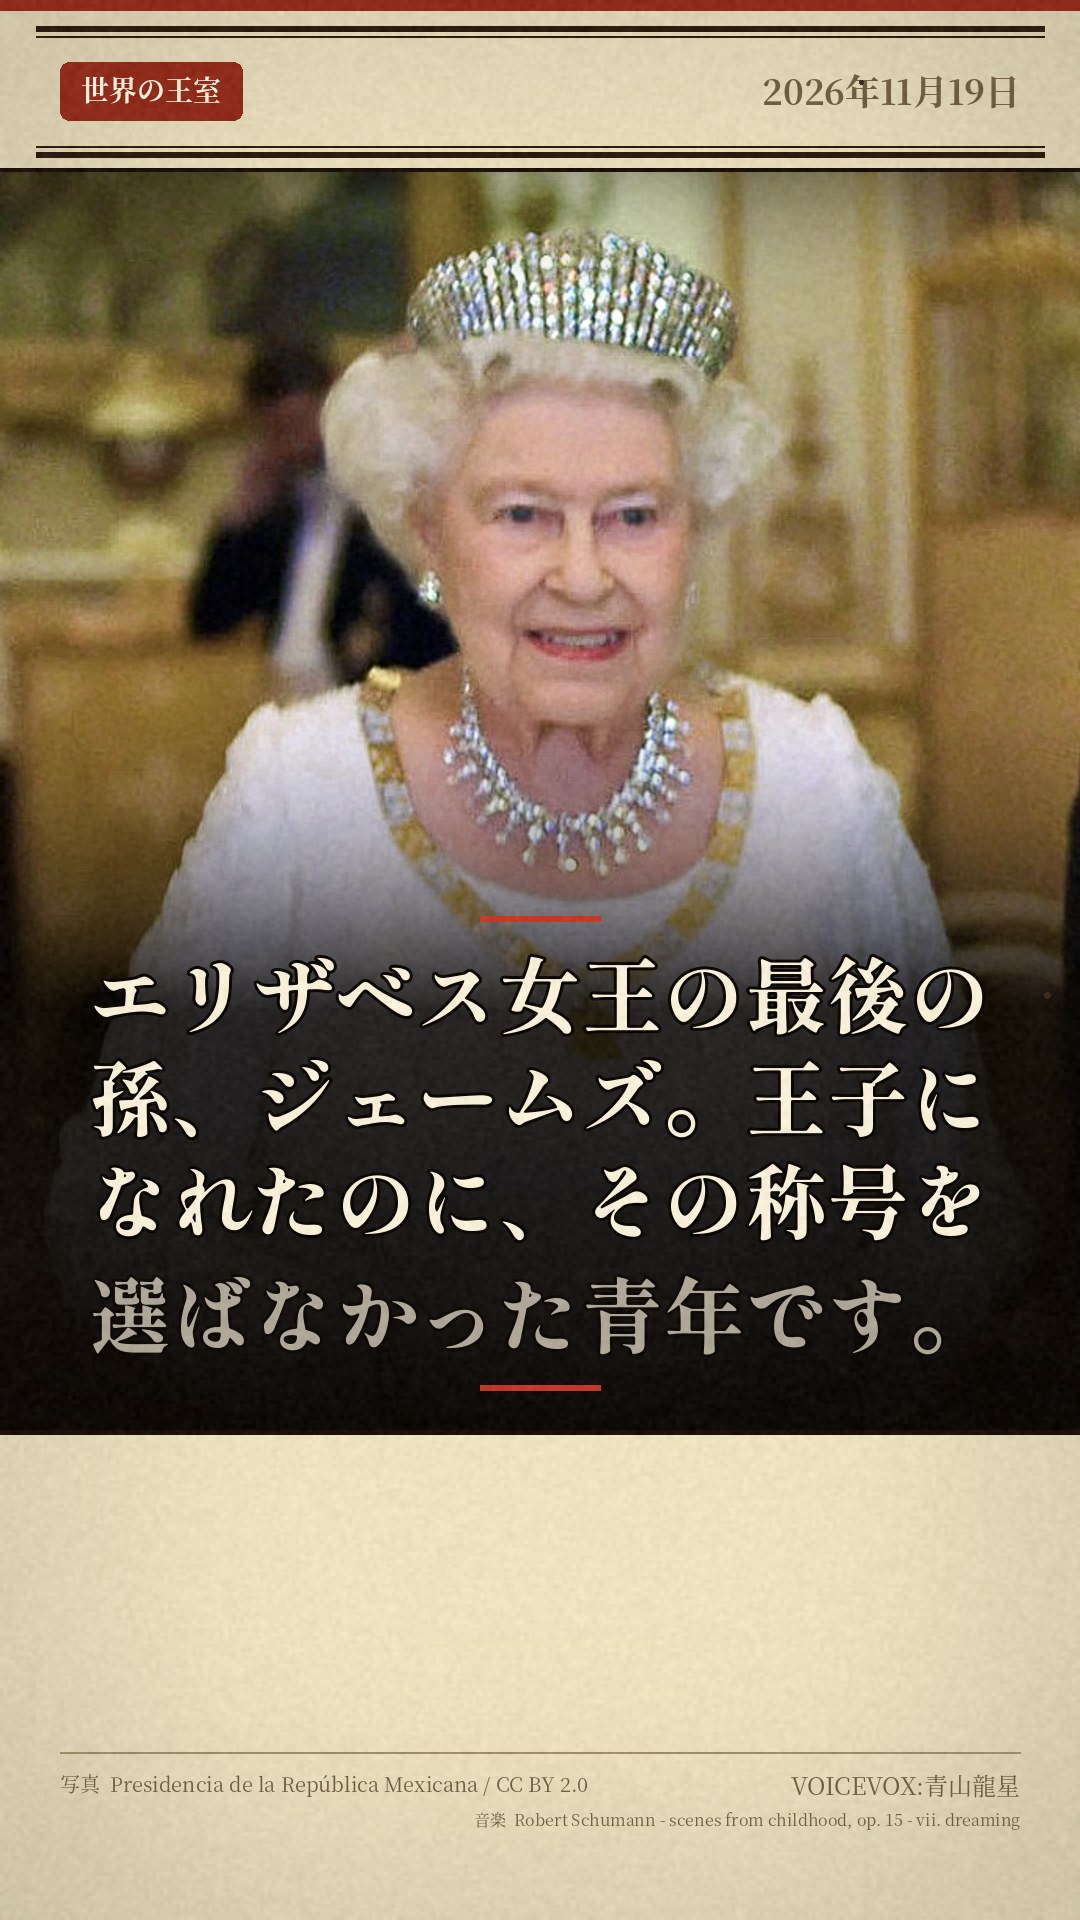 世界の王室
2026年11月19日
エリザベス女王の最後の
孫、ジェームズ。王子に
なれたのに、その称号を
選ばなかった青年です。
写真 Presidencia de la República Mexicana / CC BY 2.0
VOICEVOX:青山龍星
音楽 Robert Schumann - scenes from childhood, op. 15 - vii. dreaming